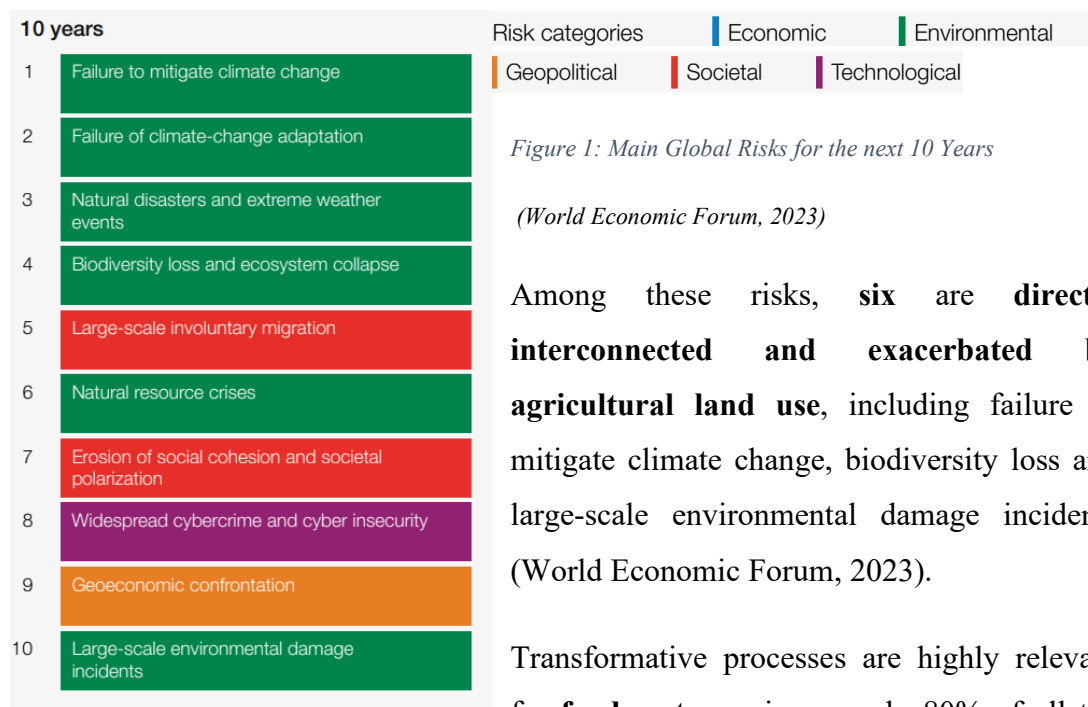 10 years
1 Failure to mitigate climate change
2 Failure of climate-change adaptation
3 Natural disasters and extreme weather
events
4 Biodiversity loss and ecosystem collapse
5 Large-scale involuntary migration
6 Natural resource crises
7 Erosion of social cohesion and societal
polarization
8 Widespread cybercrime and cyber insecurity
9 Geoeconomic confrontation
10 Large-scale environmental damage
incidents
Risk categories Economic Environmental
Geopolitical Societal Technological
Figure 1: Main Global Risks for the next 10 Years
(World Economic Forum, 2023)
Among these risks, six are
interconnected and exacerbated
agricultural land use, including failure
mitigate climate change, biodiversity loss
large-scale environmental damage
(World Economic Forum, 2023).
Transformative processes are highly